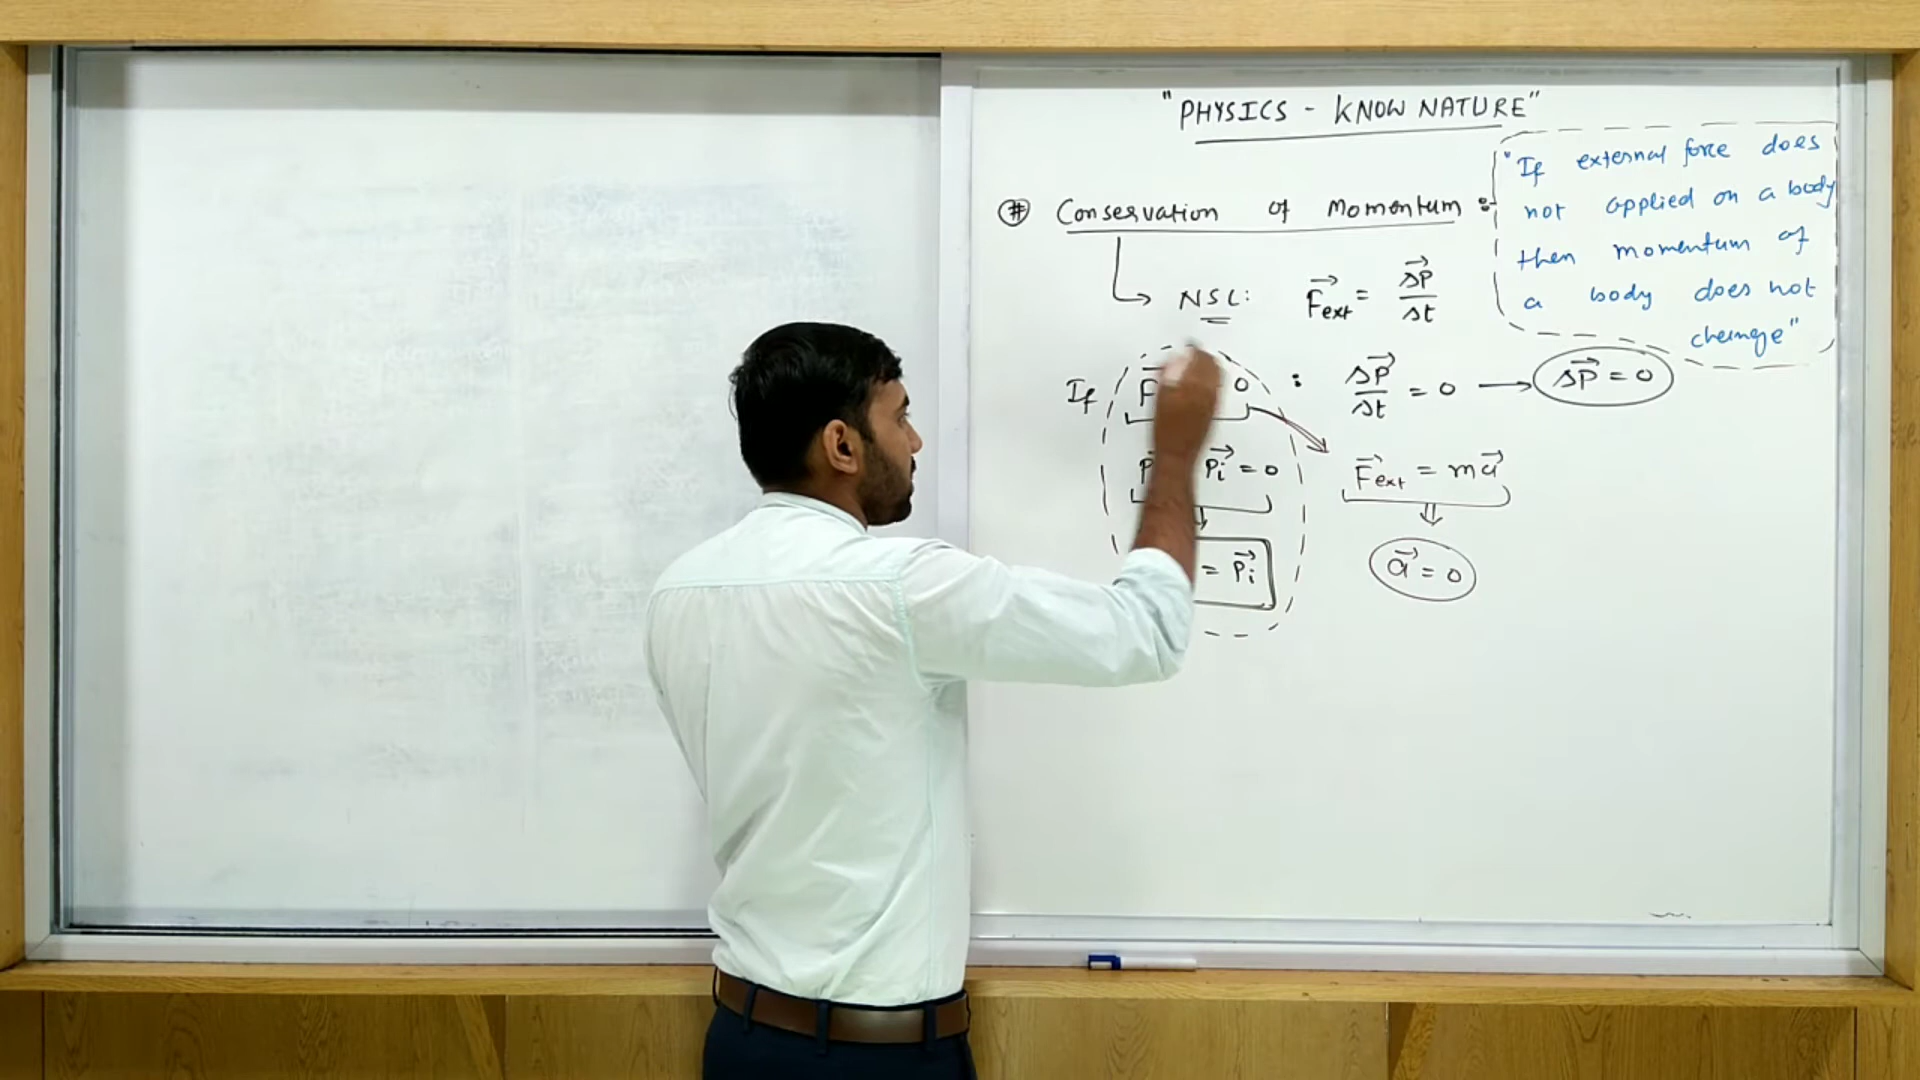 "PHYSICS - KNOW NATURE"
"If external force does
not applied on a body
then momentum of
a body does not
change"
# Conservation of Momentum :-
NSL: F⃗ext = ΔP⃗/Δt
If F⃗ 0 : ΔP⃗/Δt = 0 → ΔP⃗ = 0
P⃗i = 0 F⃗ext = ma⃗
= P⃗i a⃗ = 0